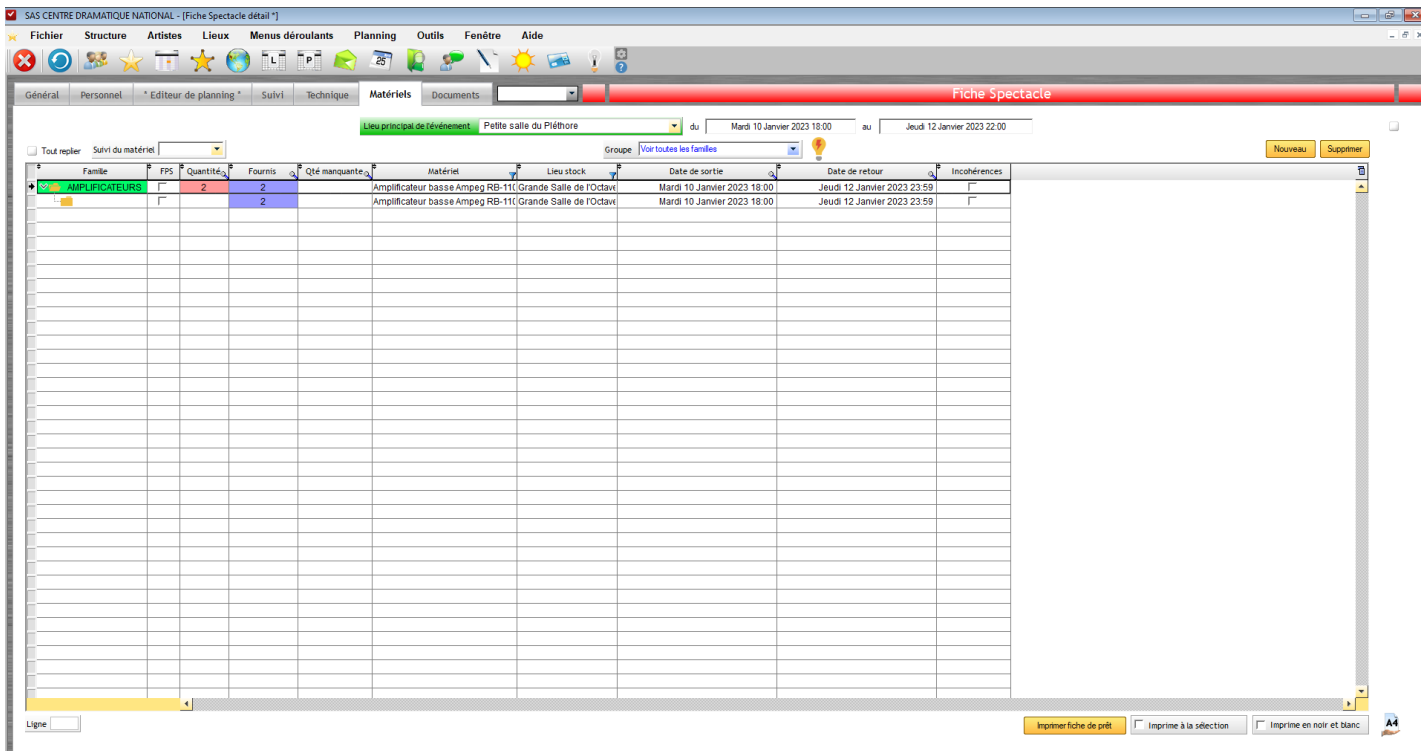 SAS CENTRE DRAMATIQUE NATIONAL - [Fiche Spectacle détail *]
Fichier Structure Artistes Lieux Menus déroulants Planning Outils Fenêtre Aide
L P 25
Général Personnel * Editeur de planning * Suivi Technique Matériels Documents Fiche Spectacle
Lieu principal de l'événement Petite salle du Pléthore du Mardi 10 Janvier 2023 18:00 au Jeudi 12 Janvier 2023 22:00
Tout replier Suivi du matériel Groupe Voir toutes les familles Nouveau Supprimer
Famille FPS Quantité Fournis Qté manquante Matériel Lieu stock Date de sortie Date de retour Incohérences
AMPLIFICATEURS 2 2 Amplificateur basse Ampeg RB-110 Grande Salle de l'Octave Mardi 10 Janvier 2023 18:00 Jeudi 12 Janvier 2023 23:59
2 Amplificateur basse Ampeg RB-110 Grande Salle de l'Octave Mardi 10 Janvier 2023 18:00 Jeudi 12 Janvier 2023 23:59
Ligne Imprimer fiche de prêt Imprime à la sélection Imprime en noir et blanc A4